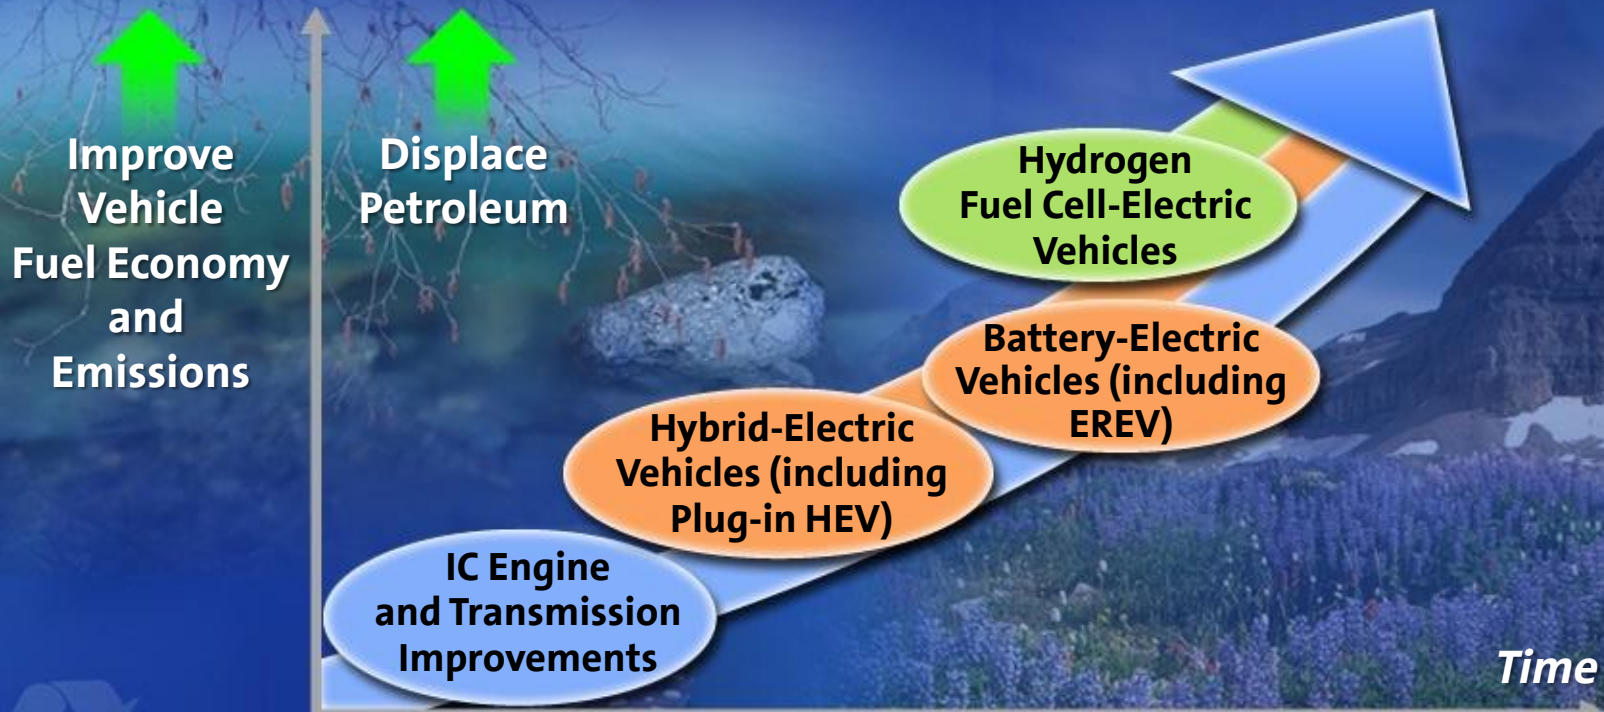 Improve
Vehicle
Fuel Economy
and
Emissions
Displace
Petroleum
Hydrogen
Fuel Cell-Electric
Vehicles
Battery-Electric
Vehicles (including
EREV)
Hybrid-Electric
Vehicles (including
Plug-in HEV)
IC Engine
and Transmission
Improvements
Time